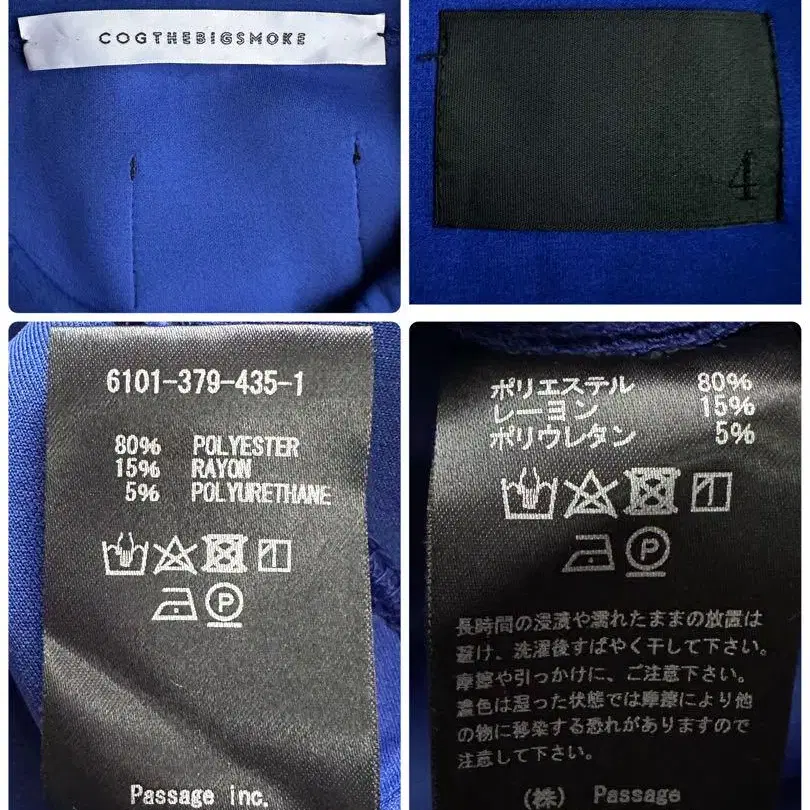 COGTHEBIGSMOKE
4
6101-379-435-1
80% POLYESTER
15% RAYON
5% POLYURETHANE
P
Passage inc.
ポリエステル 80%
レーヨン 15%
ポリウレタン 5%
P
長時間の浸漬や濡れたままの放置は
避け、洗濯後すばやく干して下さい。
摩擦や引っかけに、ご注意下さい。
濃色は湿った状態では摩擦により他
の物に移染する恐れがありますので
注意して下さい。
(株) Passage